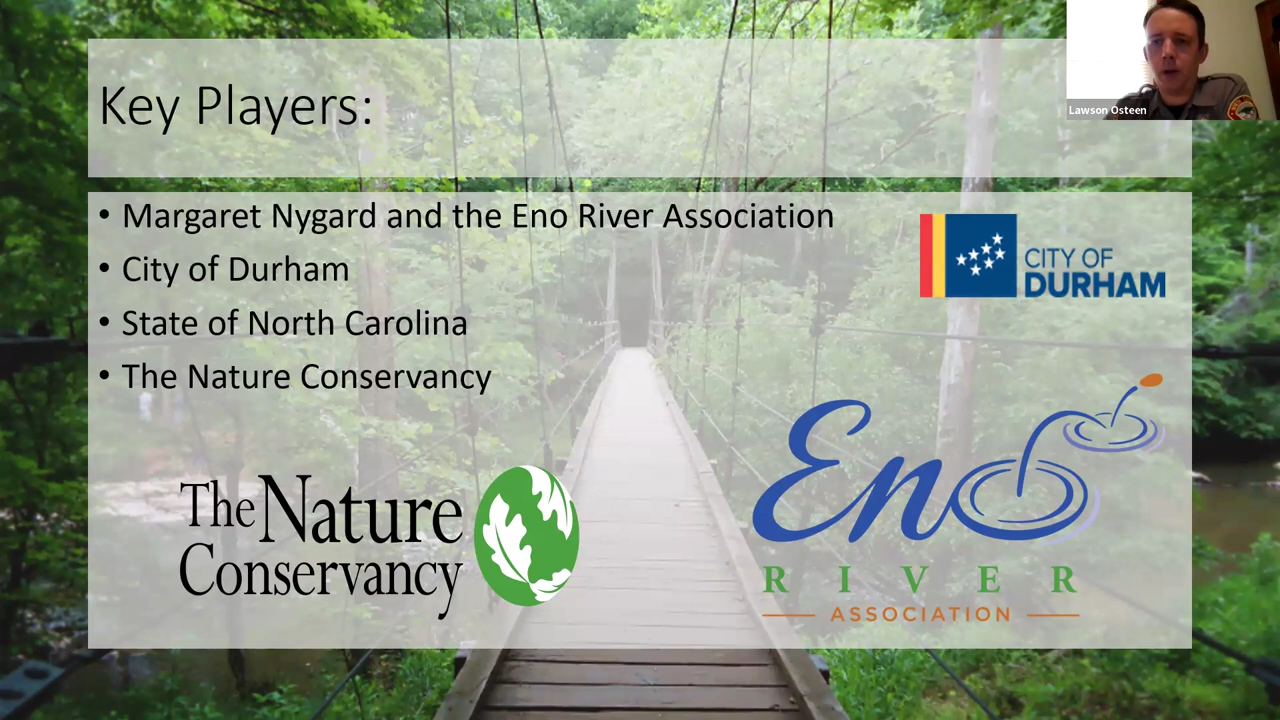 Key Players:
Lawson Osteen
• Margaret Nygard and the Eno River Association
• City of Durham
• State of North Carolina
• The Nature Conservancy
CITY OF
DURHAM
The Nature
Conservancy
Eno
RIVER
ASSOCIATION